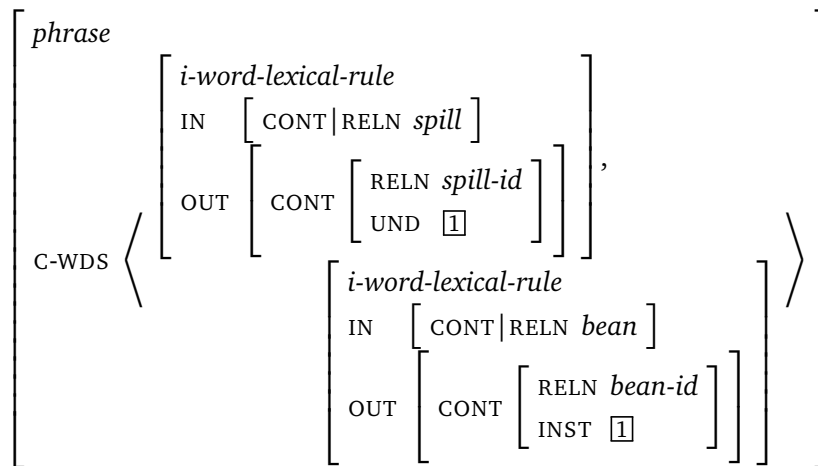 phrase
i-word-lexical-rule
IN [ CONT|RELN spill ]
RELN spill-id
OUT [ CONT [ UND 1 ] ] ,
C-WDS ⟨ ⟩
i-word-lexical-rule
IN [ CONT|RELN bean ]
RELN bean-id
OUT [ CONT [ INST 1 ] ]